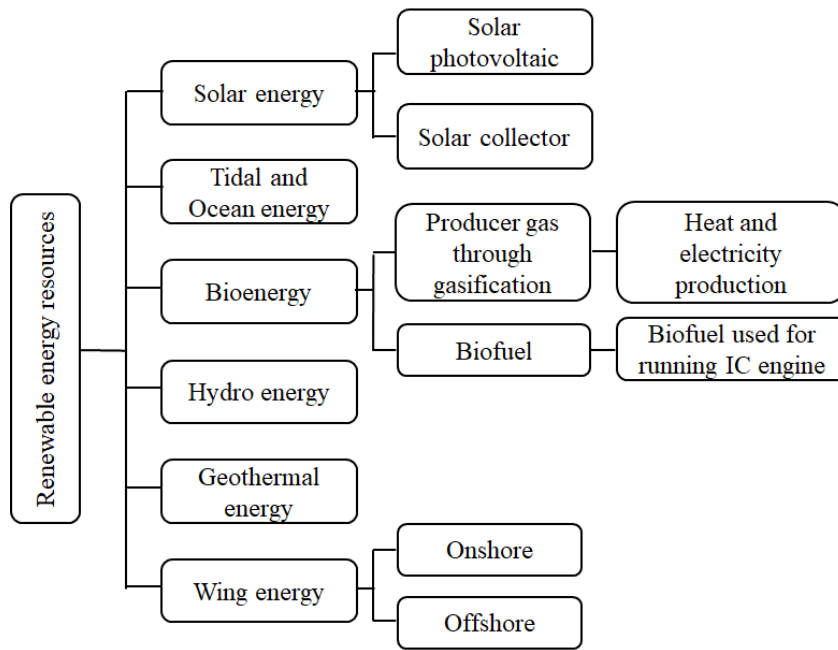 Renewable energy resources
Solar energy
Solar
photovoltaic
Solar collector
Tidal and
Ocean energy
Bioenergy
Producer gas
through
gasification
Heat and
electricity
production
Biofuel
Biofuel used for
running IC engine
Hydro energy
Geothermal
energy
Wing energy
Onshore
Offshore